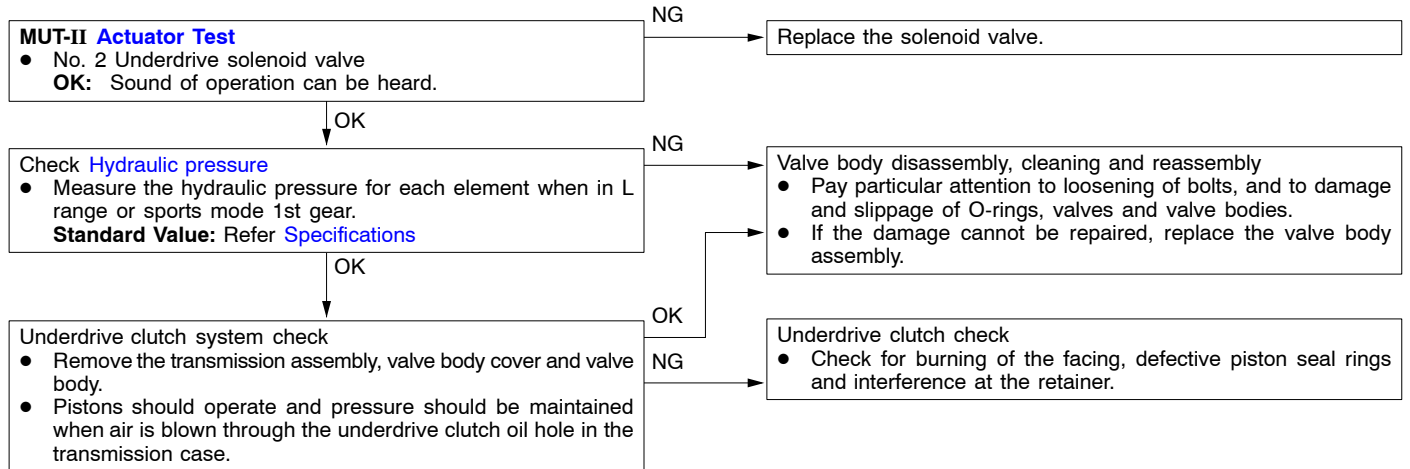 MUT-II Actuator Test
● No. 2 Underdrive solenoid valve
OK: Sound of operation can be heard.
NG
Replace the solenoid valve.
OK
Check Hydraulic pressure
● Measure the hydraulic pressure for each element when in L
range or sports mode 1st gear.
Standard Value: Refer Specifications
NG
Valve body disassembly, cleaning and reassembly
● Pay particular attention to loosening of bolts, and to damage
and slippage of O-rings, valves and valve bodies.
● If the damage cannot be repaired, replace the valve body
assembly.
OK
Underdrive clutch system check
● Remove the transmission assembly, valve body cover and valve
body.
● Pistons should operate and pressure should be maintained
when air is blown through the underdrive clutch oil hole in the
transmission case.
OK
NG
Underdrive clutch check
● Check for burning of the facing, defective piston seal rings
and interference at the retainer.